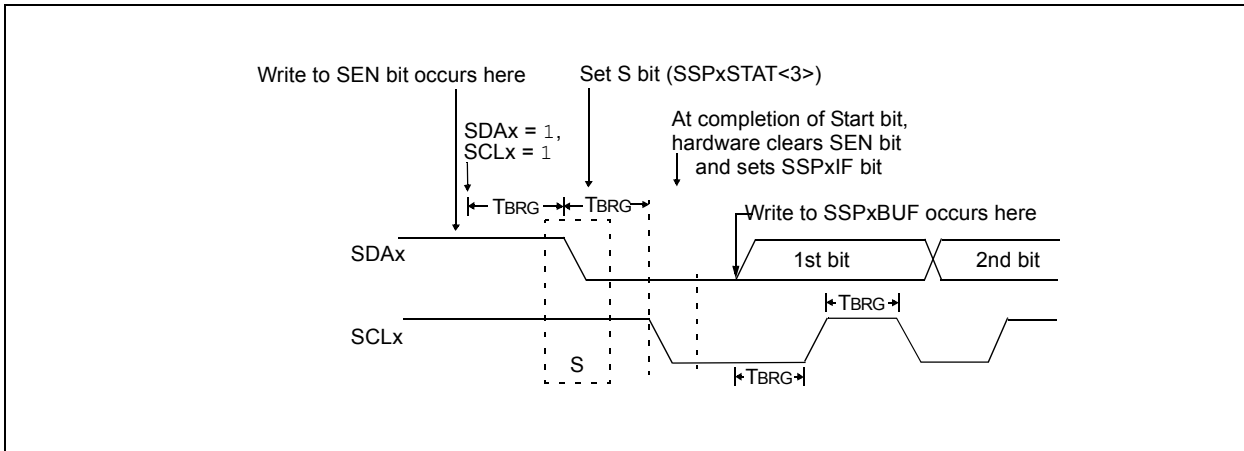 Write to SEN bit occurs here
Set S bit (SSPxSTAT<3>)
SDAx = 1,
SCLx = 1
At completion of Start bit,
hardware clears SEN bit
and sets SSPxIF bit
TBRG
TBRG
Write to SSPxBUF occurs here
SDAx
1st bit
2nd bit
TBRG
SCLx
S
TBRG